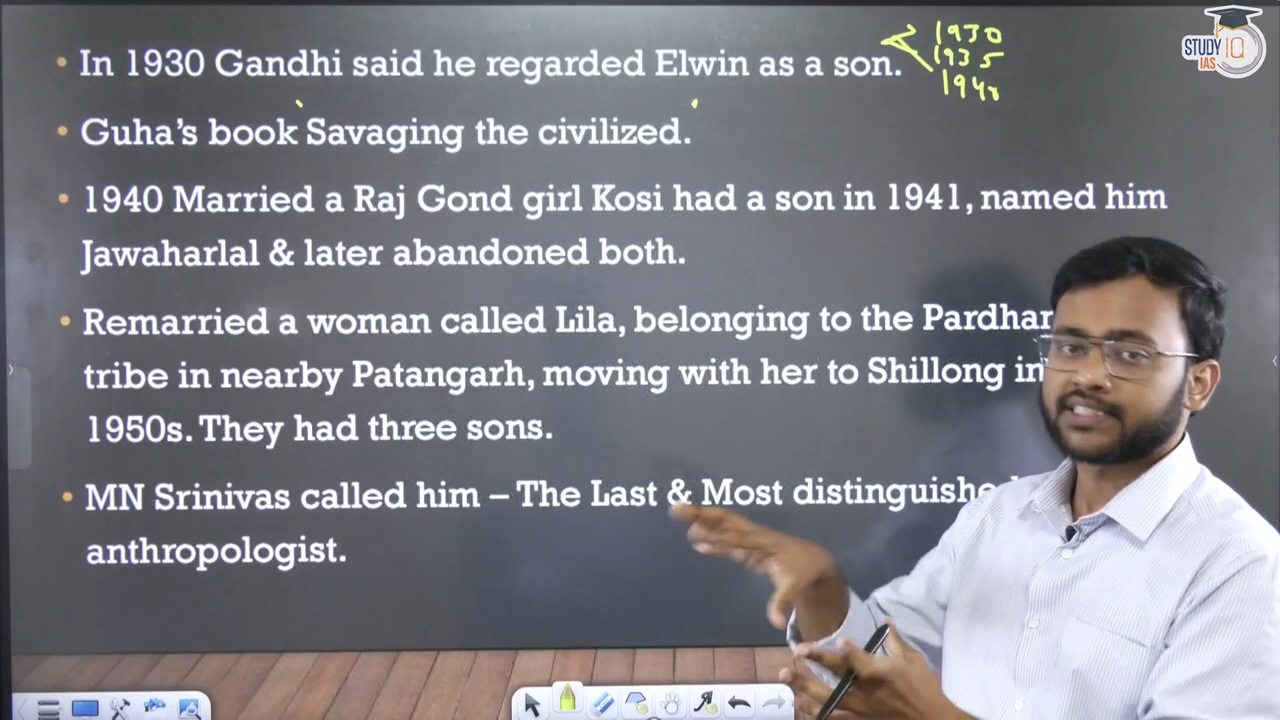 • In 1930 Gandhi said he regarded Elwin as a son.
1930
1935
• Guha's book Savaging the civilized.
• 1940 Married a Raj Gond girl Kosi had a son in 1941, named him
Jawaharlal & later abandoned both.
• Remarried a woman called Lila, belonging to the Pardhan
tribe in nearby Patangarh, moving with her to Shillong in
1950s. They had three sons.
• MN Srinivas called him – The Last & Most
anthropologist.
STUDY IQ
IAS